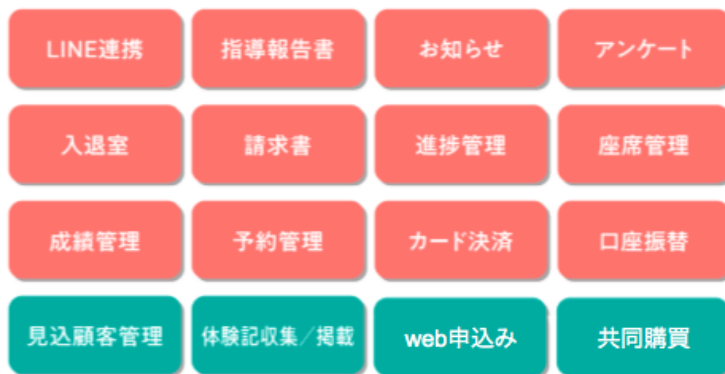 LINE連携 指導報告書 お知らせ アンケート
入退室 請求書 進捗管理 座席管理
成績管理 予約管理 カード決済 口座振替
見込顧客管理 体験記収集/掲載 web申込み 共同購買